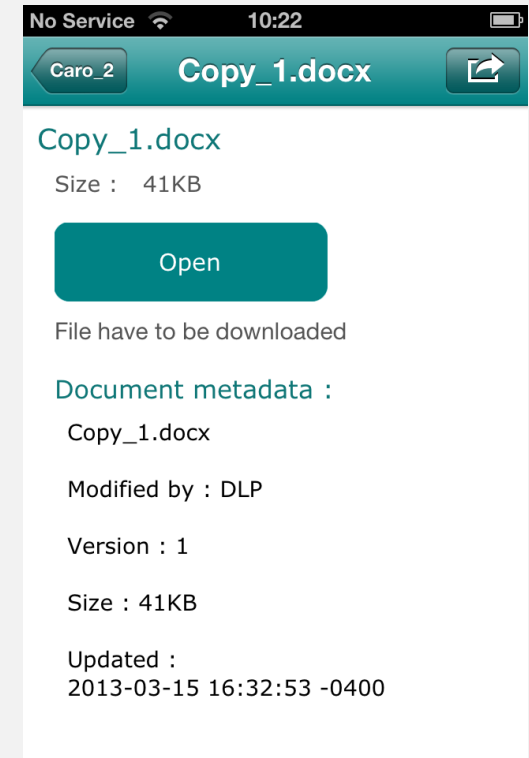 No Service 10:22
Caro_2 Copy_1.docx
Copy_1.docx
Size : 41KB
Open
File have to be downloaded
Document metadata :
Copy_1.docx
Modified by : DLP
Version : 1
Size : 41KB
Updated :
2013-03-15 16:32:53 -0400